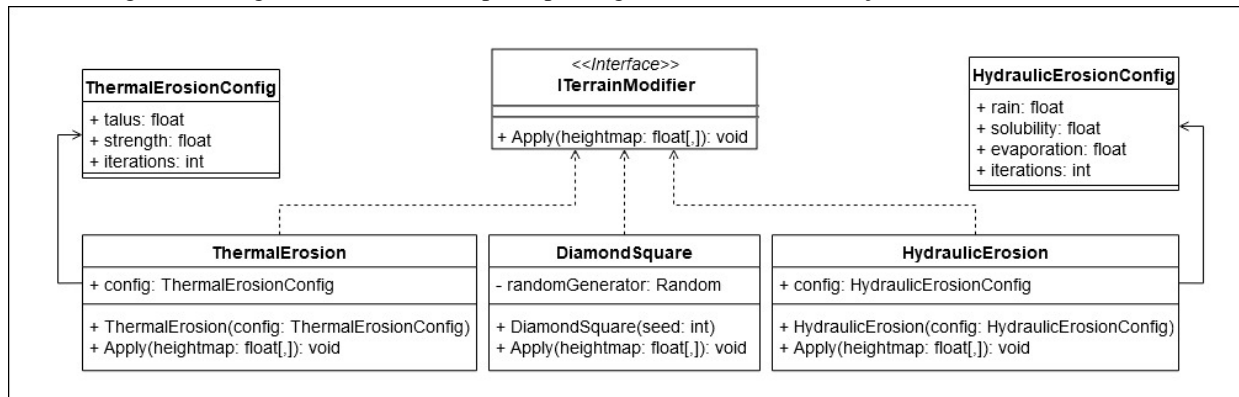 <<Interface>>
ITerrainModifier
+ Apply(heightmap: float[,]): void
ThermalErosionConfig
+ talus: float
+ strength: float
+ iterations: int
HydraulicErosionConfig
+ rain: float
+ solubility: float
+ evaporation: float
+ iterations: int
ThermalErosion
+ config: ThermalErosionConfig
+ ThermalErosion(config: ThermalErosionConfig)
+ Apply(heightmap: float[,]): void
DiamondSquare
- randomGenerator: Random
+ DiamondSquare(seed: int)
+ Apply(heightmap: float[,]): void
HydraulicErosion
+ config: HydraulicErosionConfig
+ HydraulicErosion(config: HydraulicErosionConfig)
+ Apply(heightmap: float[,]): void